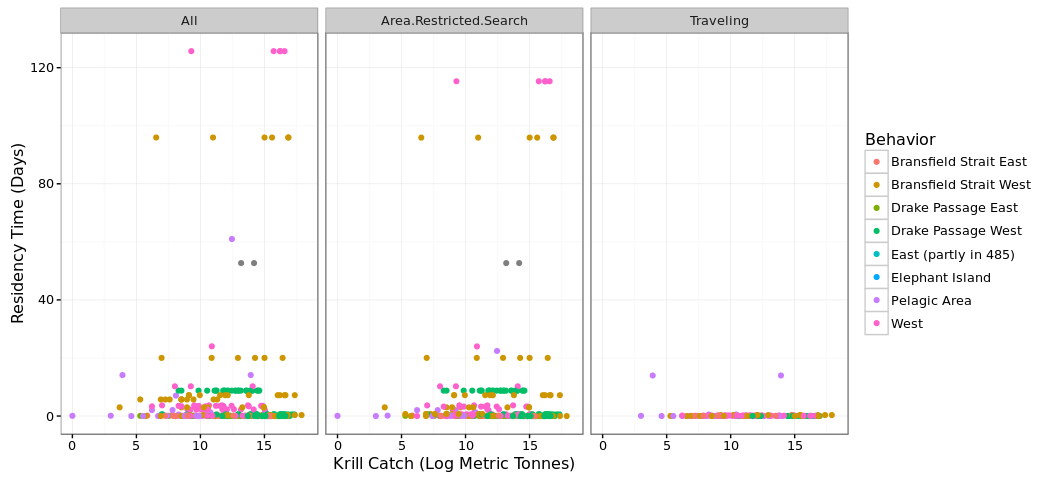 All Area.Restricted.Search Traveling
120
80
40
0
Residency Time (Days)
0 5 10 15 0 5 10 15 0 5 10 15
Krill Catch (Log Metric Tonnes)
Behavior
Bransfield Strait East
Bransfield Strait West
Drake Passage East
Drake Passage West
East (partly in 485)
Elephant Island
Pelagic Area
West